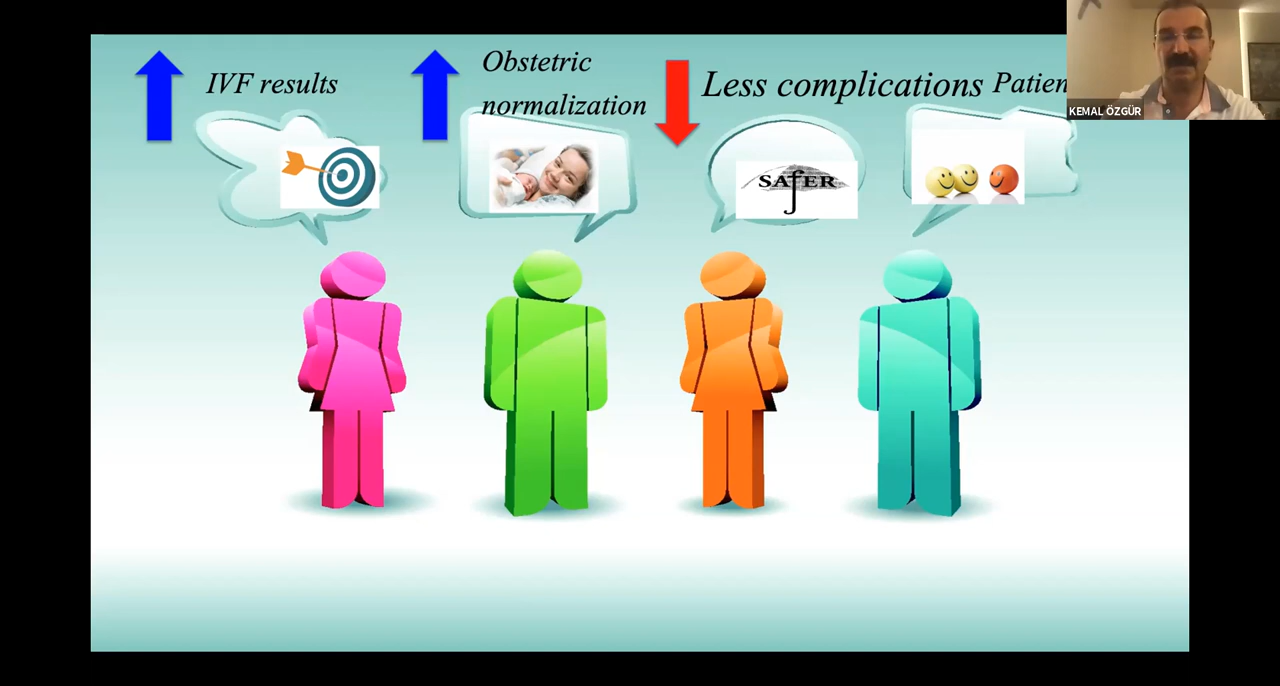 IVF results
Obstetric
normalization
Less complications
Patien
KEMAL ÖZGÜR
SAfER